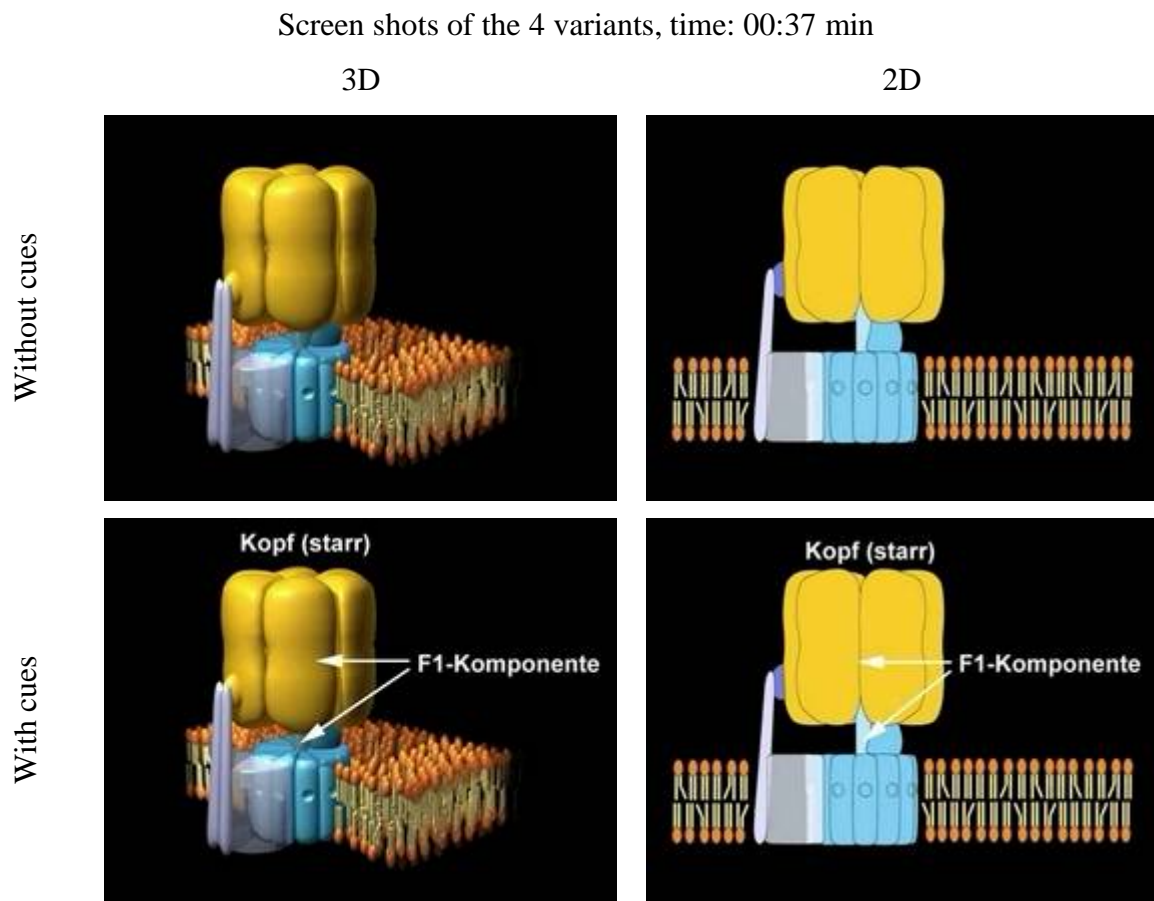 Screen shots of the 4 variants, time: 00:37 min
3D
2D
Without cues
With cues
Kopf (starr)
F1-Komponente
Kopf (starr)
F1-Komponente